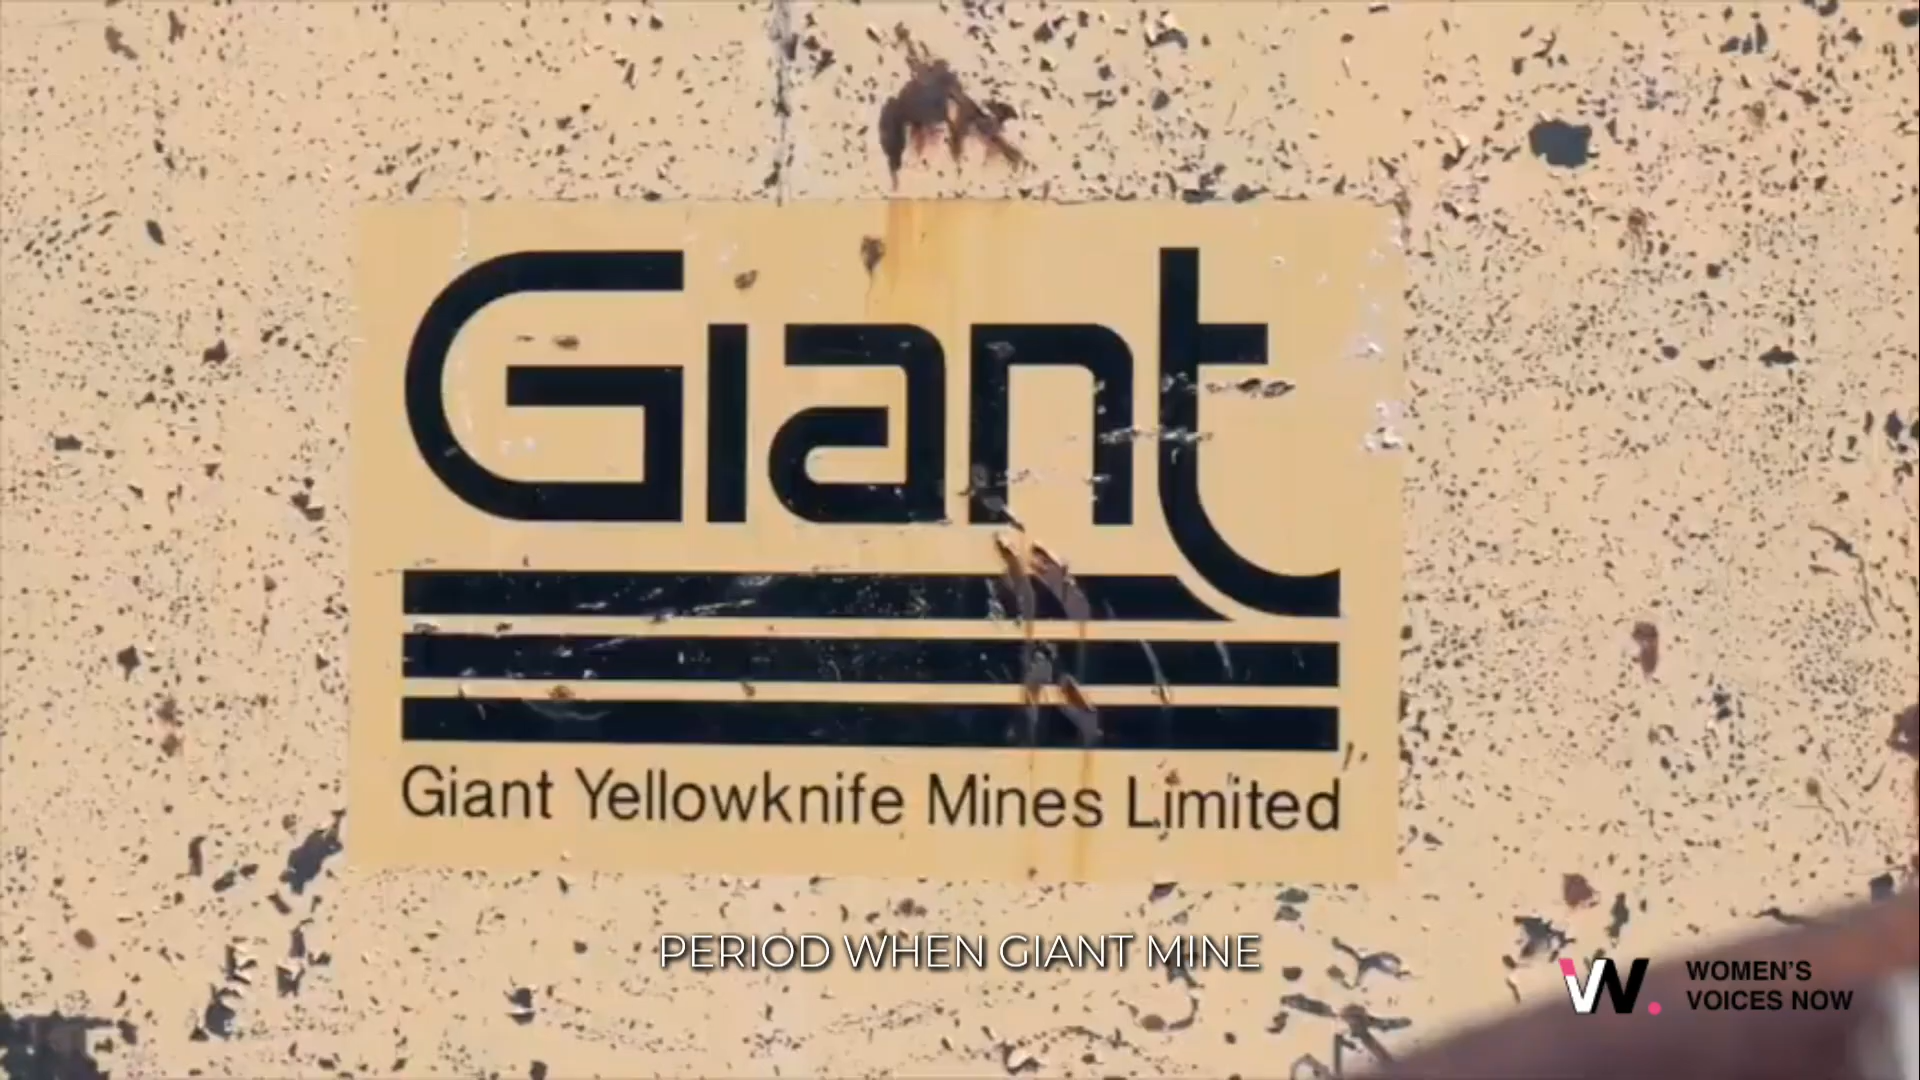 Giant
Giant Yellowknife Mines Limited
PERIOD WHEN GIANT MINE
W.
WOMEN'S
VOICES NOW